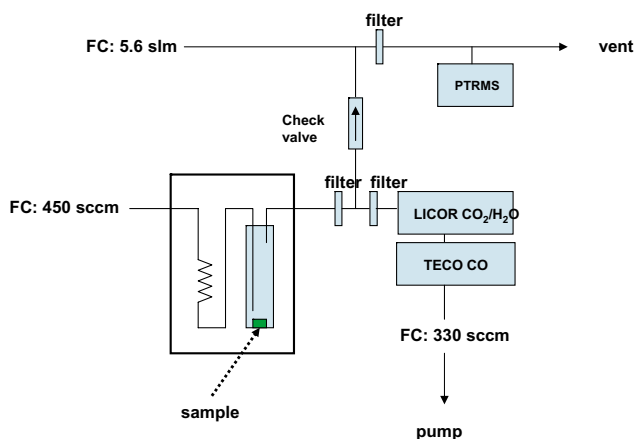 filter
FC: 5.6 slm
vent
PTRMS
Check
valve
filter
filter
FC: 450 sccm
LICOR CO₂/H₂O
TECO CO
FC: 330 sccm
sample
pump